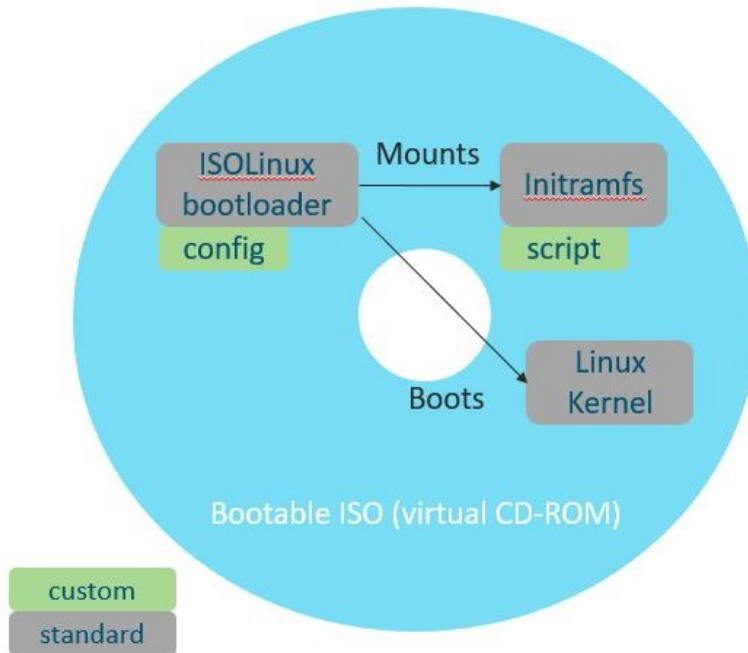 ISOLinux
bootloader
Mounts
Initramfs
config
script
Linux
Kernel
Boots
Bootable ISO (virtual CD-ROM)
custom
standard